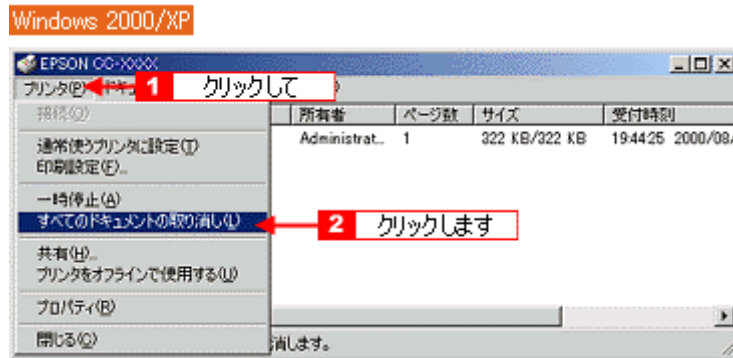 Windows 2000/XP
EPSON CC-XXXX
プリンタ(P) 1 クリックして
接続(O) 所有者 ページ数 サイズ 受付時刻
Administrat... 1 322 KB/322 KB 19:44:25 2000/08/
通常使うプリンタに設定(T)
印刷設定(F)...
一時停止(A)
すべてのドキュメントの取り消し(L) 2 クリックします
共有(H)...
プリンタをオフラインで使用する(U)
プロパティ(R)
閉じる(C) 消します。